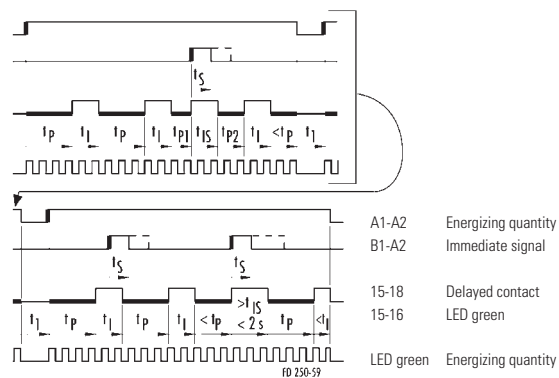 tS
tP tI tP tI tP1 tIS tP2 tI <tP t1
A1-A2 Energizing quantity
B1-A2 Immediate signal
tS tS
15-18 Delayed contact
15-16 LED green
>tIS
t1 tP tI tP tI <tP < 2 s tP <tI
LED green Energizing quantity
FD 250-59